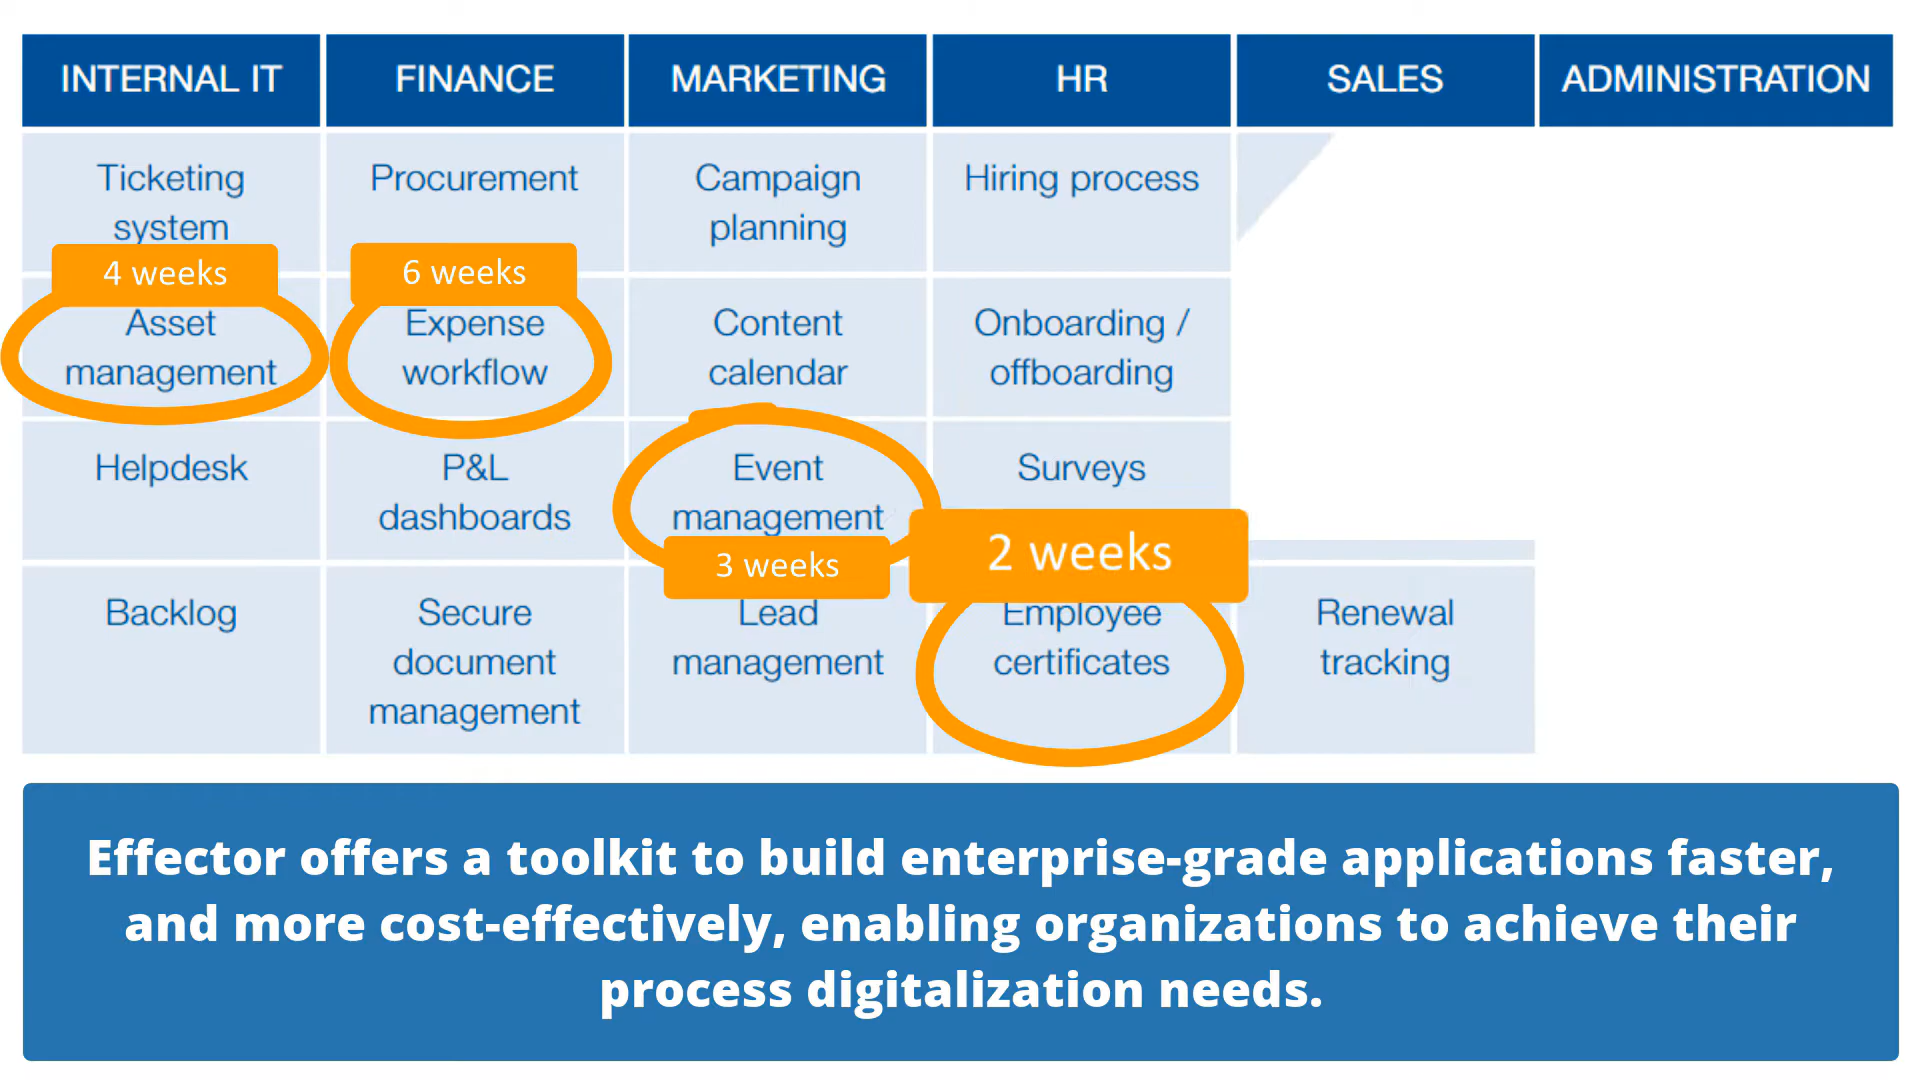 INTERNAL IT
FINANCE
MARKETING
HR
SALES
ADMINISTRATION
Ticketing
system
Procurement
Campaign
planning
Hiring process
4 weeks
Asset
management
6 weeks
Expense
workflow
Content
calendar
Onboarding /
offboarding
Helpdesk
P&L
dashboards
Event
management
3 weeks
Surveys
2 weeks
Backlog
Secure
document
management
Lead
management
Employee
certificates
Renewal
tracking
Effector offers a toolkit to build enterprise-grade applications faster,
and more cost-effectively, enabling organizations to achieve their
process digitalization needs.